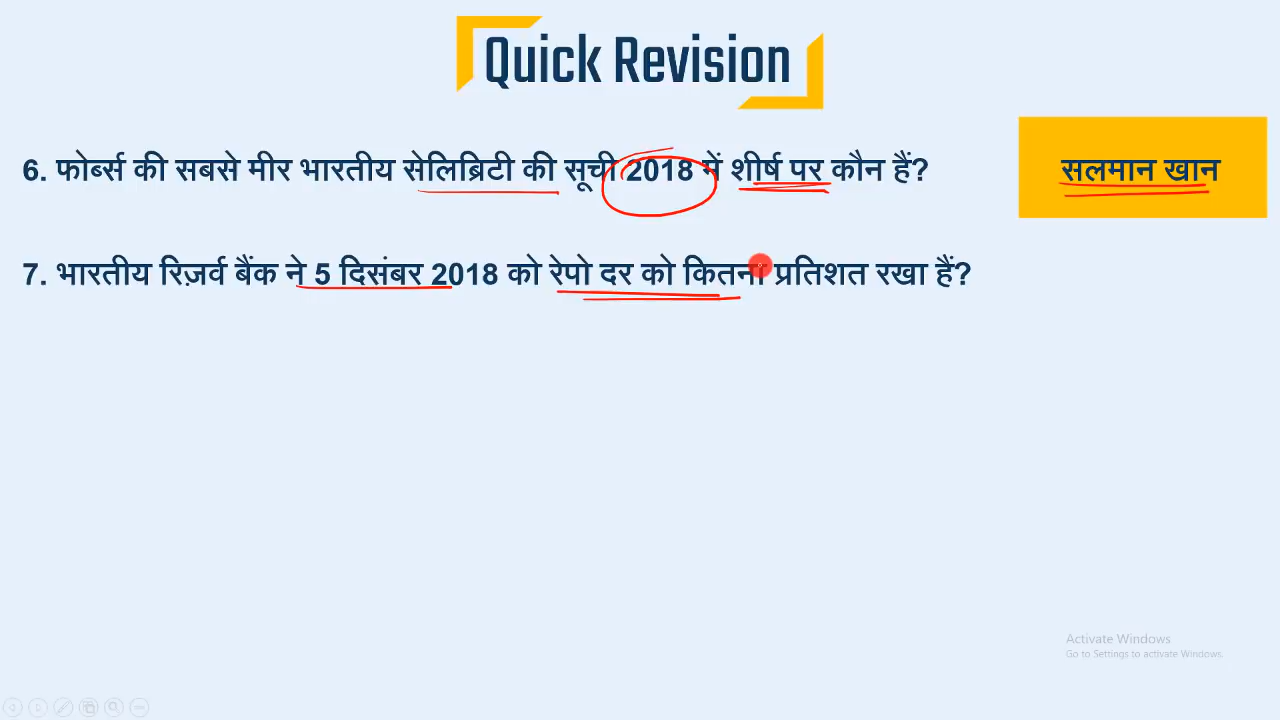 Quick Revision
6. फोर्ब्स की सबसे मीर भारतीय सेलिब्रिटी की सूची 2018 में शीर्ष पर कौन हैं?
सलमान खान
7. भारतीय रिज़र्व बैंक ने 5 दिसंबर 2018 को रेपो दर को कितना प्रतिशत रखा हैं?
Activate Windows
Go to Settings to activate Windows.